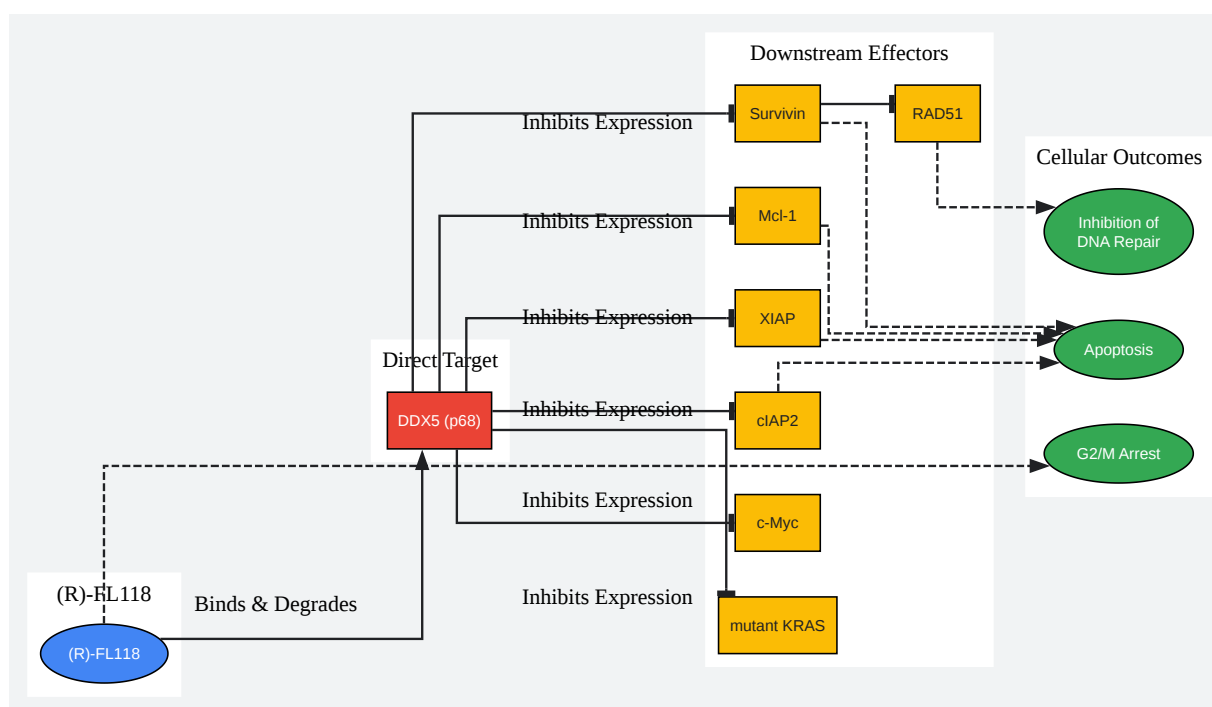 Downstream Effectors
Survivin
RAD51
Inhibits Expression
Cellular Outcomes
Mcl-1
Inhibits Expression
Inhibition of
DNA Repair
XIAP
Inhibits Expression
Apoptosis
Direct Target
DDX5 (p68)
Inhibits Expression
cIAP2
G2/M Arrest
Inhibits Expression
c-Myc
(R)-FL118
Binds & Degrades
Inhibits Expression
mutant KRAS
(R)-FL118